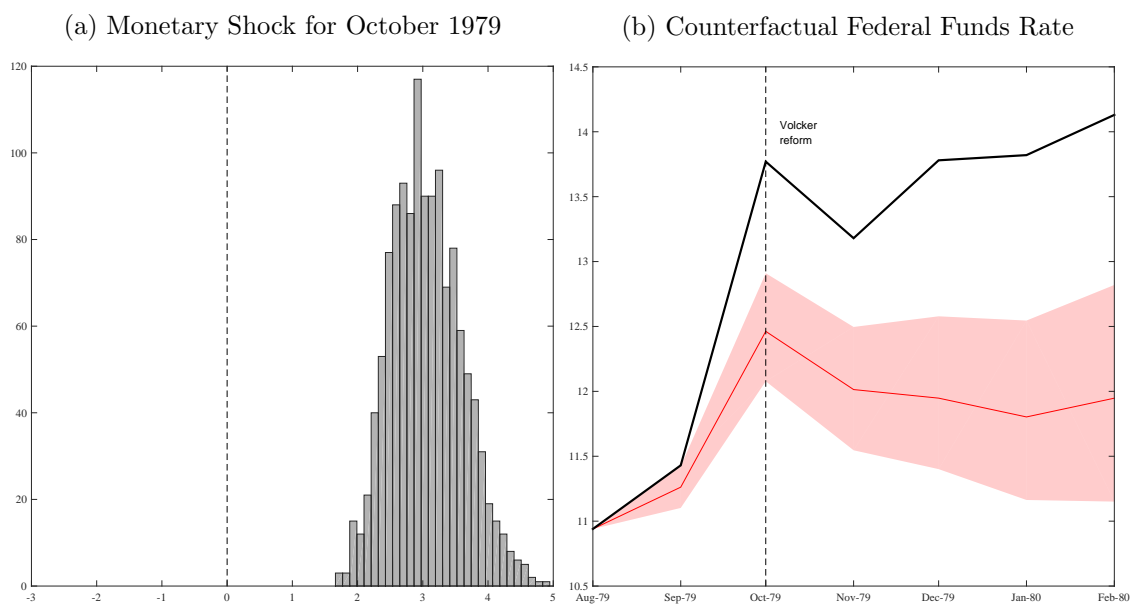 (a) Monetary Shock for October 1979
120
100
80
60
40
20
0
-3 -2 -1 0 1 2 3 4 5
(b) Counterfactual Federal Funds Rate
14.5
14
13.5
13
12.5
12
11.5
11
10.5
Volcker
reform
Aug-79 Sep-79 Oct-79 Nov-79 Dec-79 Jan-80 Feb-80